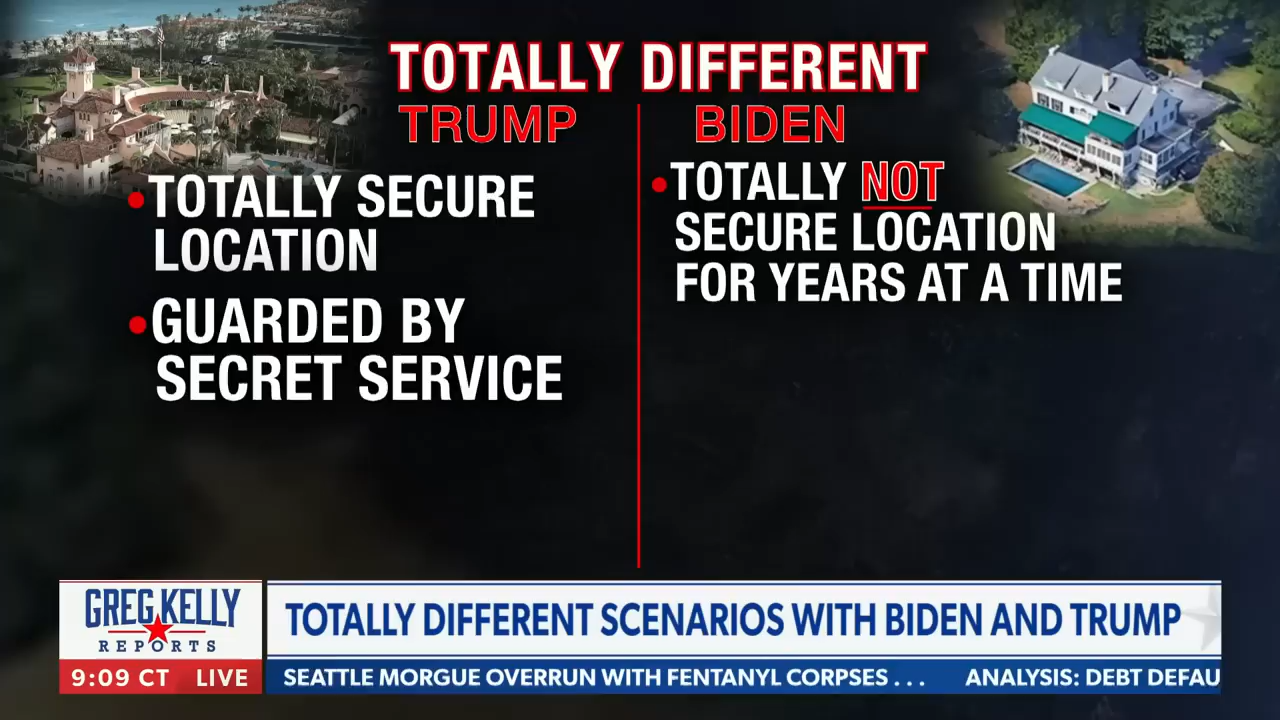 TOTALLY DIFFERENT
TRUMP
•TOTALLY SECURE
LOCATION
•GUARDED BY
SECRET SERVICE
BIDEN
•TOTALLY NOT
SECURE LOCATION
FOR YEARS AT A TIME
GREG KELLY
REPORTS
TOTALLY DIFFERENT SCENARIOS WITH BIDEN AND TRUMP
9:09 CT LIVE
SEATTLE MORGUE OVERRUN WITH FENTANYL CORPSES . . . ANALYSIS: DEBT DEFAU